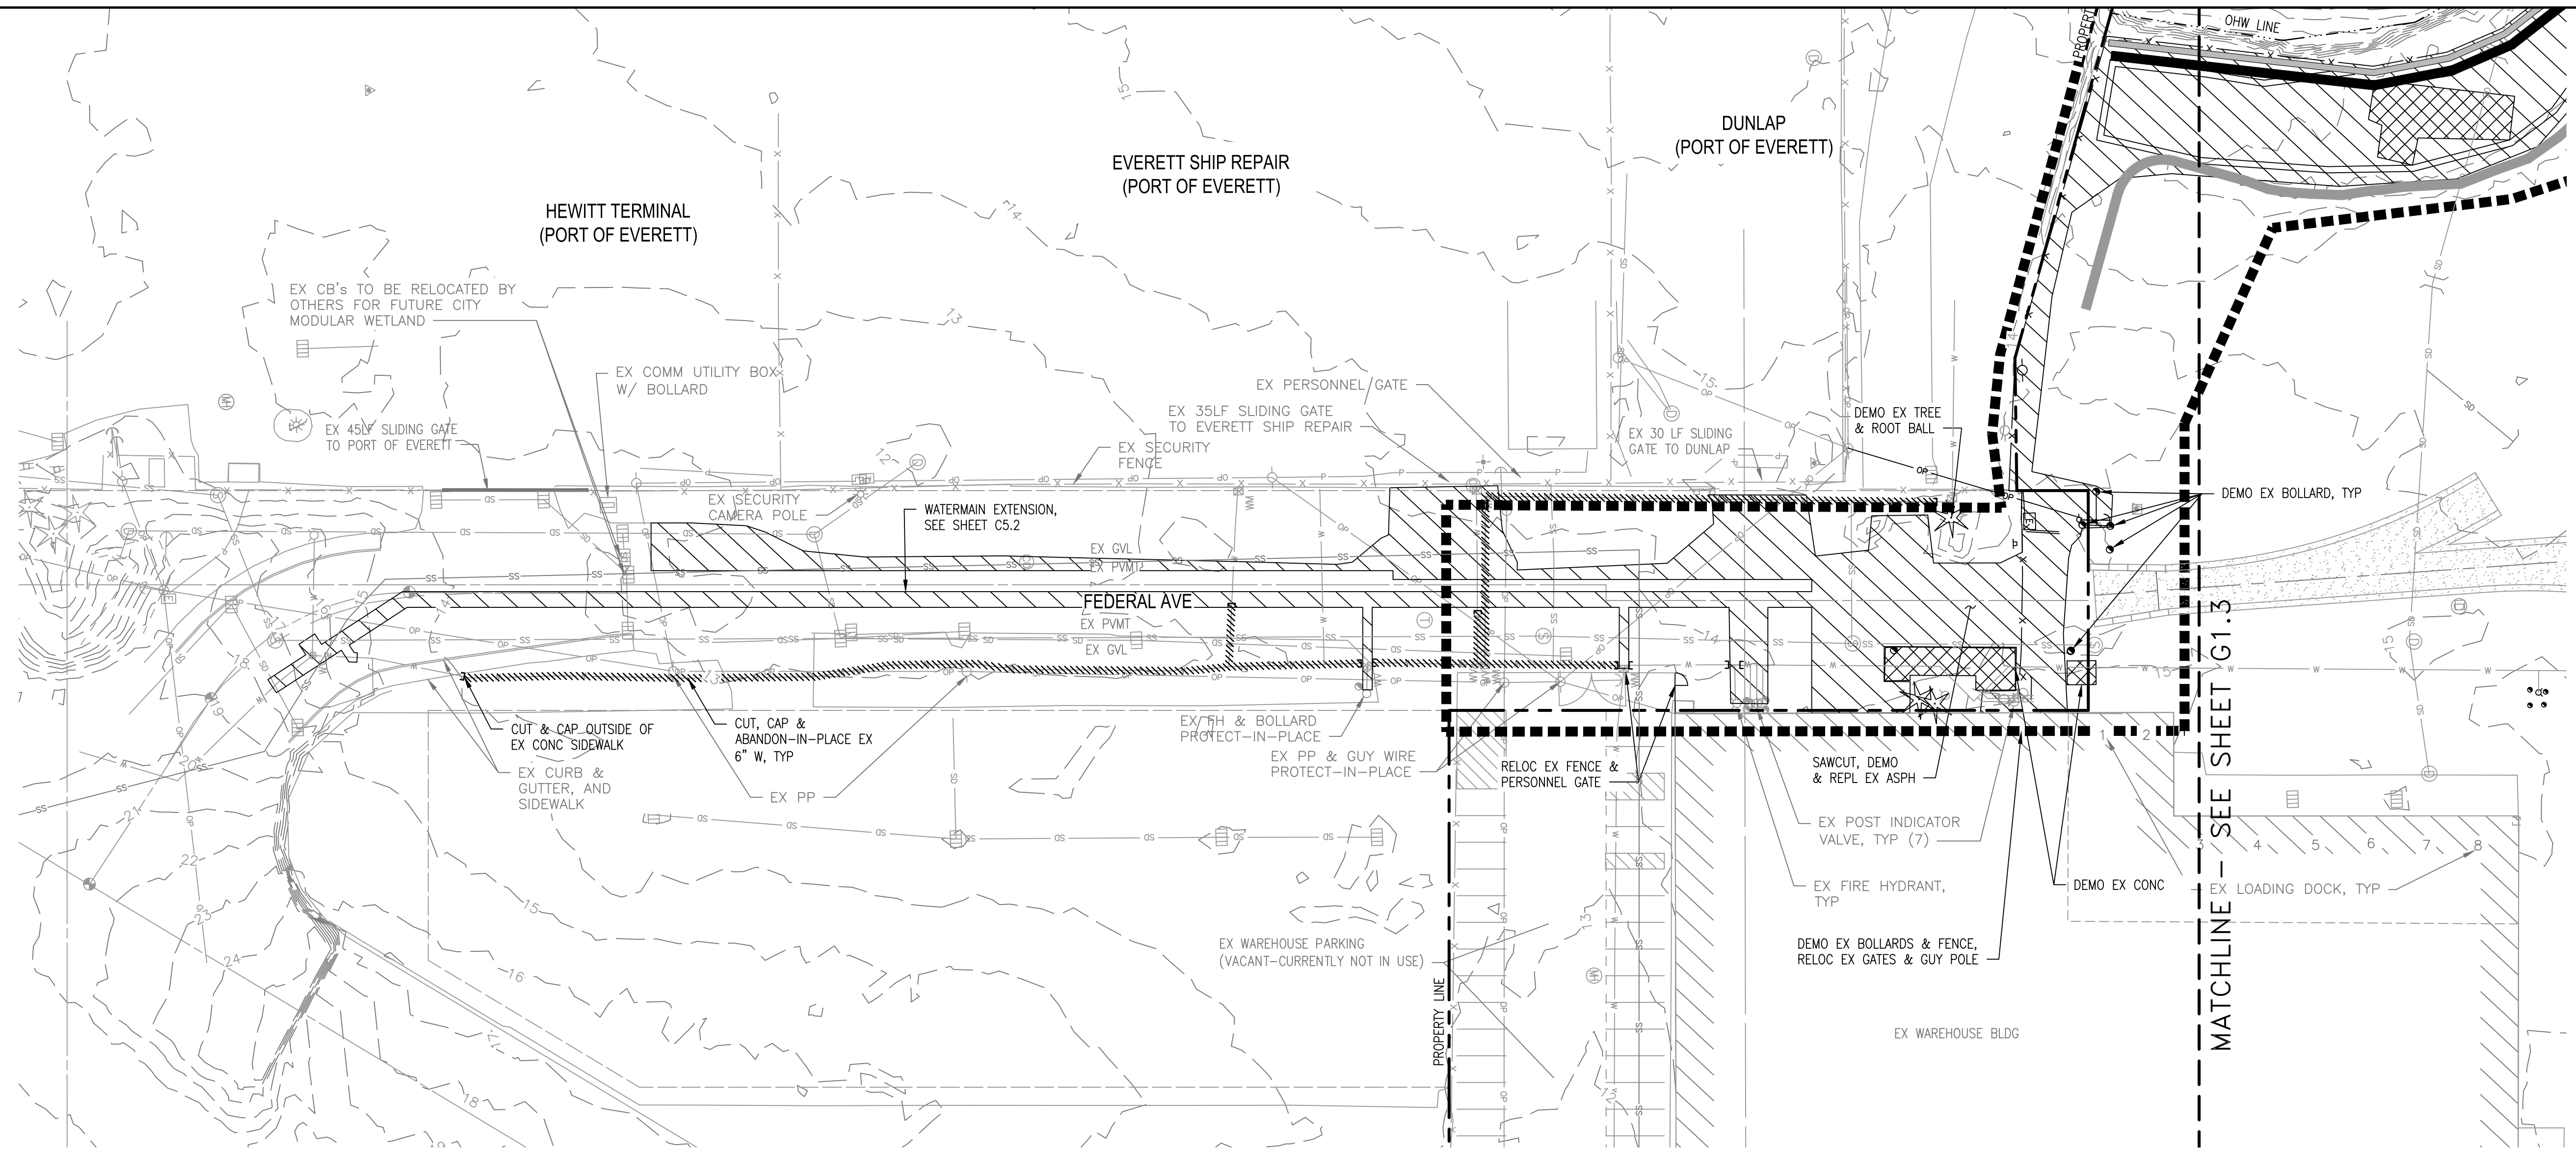 OHW LINE
DUNLAP
(PORT OF EVERETT)
EVERETT SHIP REPAIR
(PORT OF EVERETT)
HEWITT TERMINAL
(PORT OF EVERETT)
EX CB's TO BE RELOCATED BY
OTHERS FOR FUTURE CITY
MODULAR WETLAND
EX COMM UTILITY BOX
W/ BOLLARD
EX PERSONNEL GATE
EX 35LF SLIDING GATE
TO EVERETT SHIP REPAIR
EX SECURITY
FENCE
EX 30 LF SLIDING
GATE TO DUNLAP
DEMO EX TREE
& ROOT BALL
EX 45LF SLIDING GATE
TO PORT OF EVERETT
EX SECURITY
CAMERA POLE
WATERMAIN EXTENSION,
SEE SHEET C5.2
DEMO EX BOLLARD, TYP
EX GVL
EX PVMT
FEDERAL AVE
EX PVMT
EX GVL
CUT & CAP OUTSIDE OF
EX CONC SIDEWALK
CUT, CAP &
ABANDON-IN-PLACE EX
6" W, TYP
EX FH & BOLLARD
PROTECT-IN-PLACE
EX PP & GUY WIRE
PROTECT-IN-PLACE
RELOC EX FENCE &
PERSONNEL GATE
SAWCUT, DEMO
& REPL EX ASPH
EX CURB &
GUTTER, AND
SIDEWALK
EX PP
EX POST INDICATOR
VALVE, TYP (7)
EX FIRE HYDRANT,
TYP
DEMO EX CONC
EX LOADING DOCK, TYP
1 2
3 4 5 6 7 8
EX WAREHOUSE PARKING
(VACANT-CURRENTLY NOT IN USE)
DEMO EX BOLLARDS & FENCE,
RELOC EX GATES & GUY POLE
EX WAREHOUSE BLDG
PROPERTY LINE
MATCHLINE - SEE SHEET G1.3